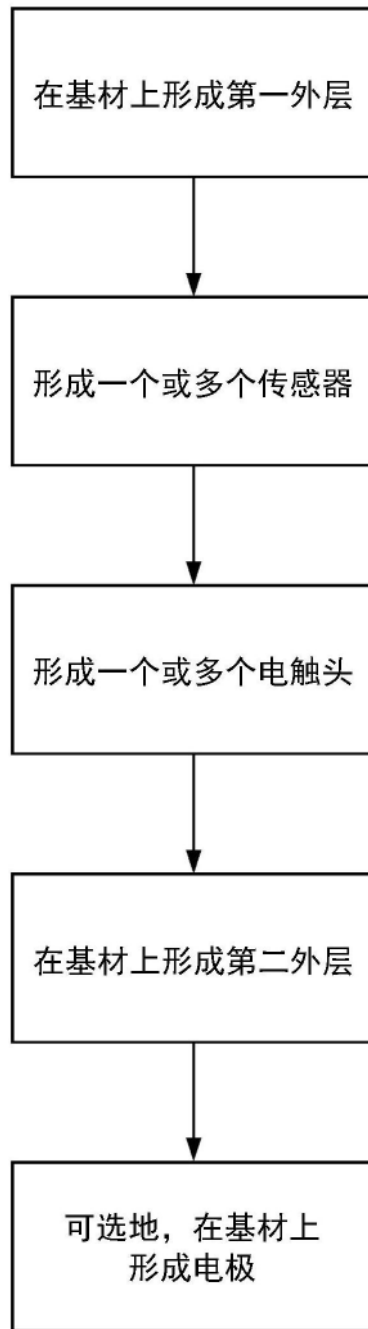 在基材上形成第一外层
形成一个或多个传感器
形成一个或多个电触头
在基材上形成第二外层
可选地，在基材上
形成电极